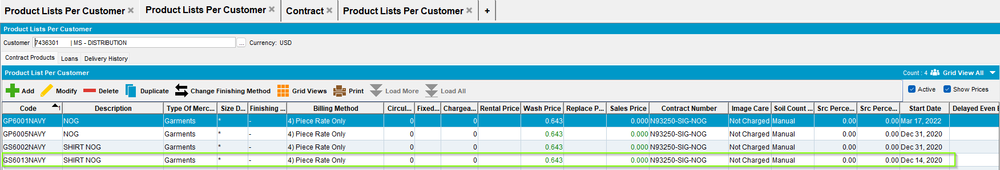 Product Lists Per Customer Product Lists Per Customer Contract Product Lists Per Customer +
Product Lists Per Customer
Customer 7436301 | MS - DISTRIBUTION ... Currency: USD
Contract Products Loans Delivery History
Product List Per Customer Count : 4 Grid View All
Add Modify Delete Duplicate Change Finishing Method Grid Views Print Load More Load All Active Show Prices
Code 1 Description Type Of Merc... Size D... Finishing ... Billing Method Circul... Fixed... Chargea... Rental Price Wash Price Replace P... Sales Price Contract Number Image Care Soil Count ... Src Perce... Src Perce... Start Date Delayed Even B
GP6001NAVY NOG Garments * - 4) Piece Rate Only 0 0 0.643 0.000 N93250-SIG-NOG Not Charged Manual 0.00 0.00 Mar 17, 2022
GP6005NAVY NOG Garments * - 4) Piece Rate Only 0 0 0.643 0.000 N93250-SIG-NOG Not Charged Manual 0.00 0.00 Dec 31, 2020
GS6002NAVY SHIRT NOG Garments * - 4) Piece Rate Only 0 0 0.643 0.000 N93250-SIG-NOG Not Charged Manual 0.00 0.00 Dec 31, 2020
GS6013NAVY SHIRT NOG Garments * - 4) Piece Rate Only 0 0 0.643 0.000 N93250-SIG-NOG Not Charged Manual 0.00 0.00 Dec 14, 2020